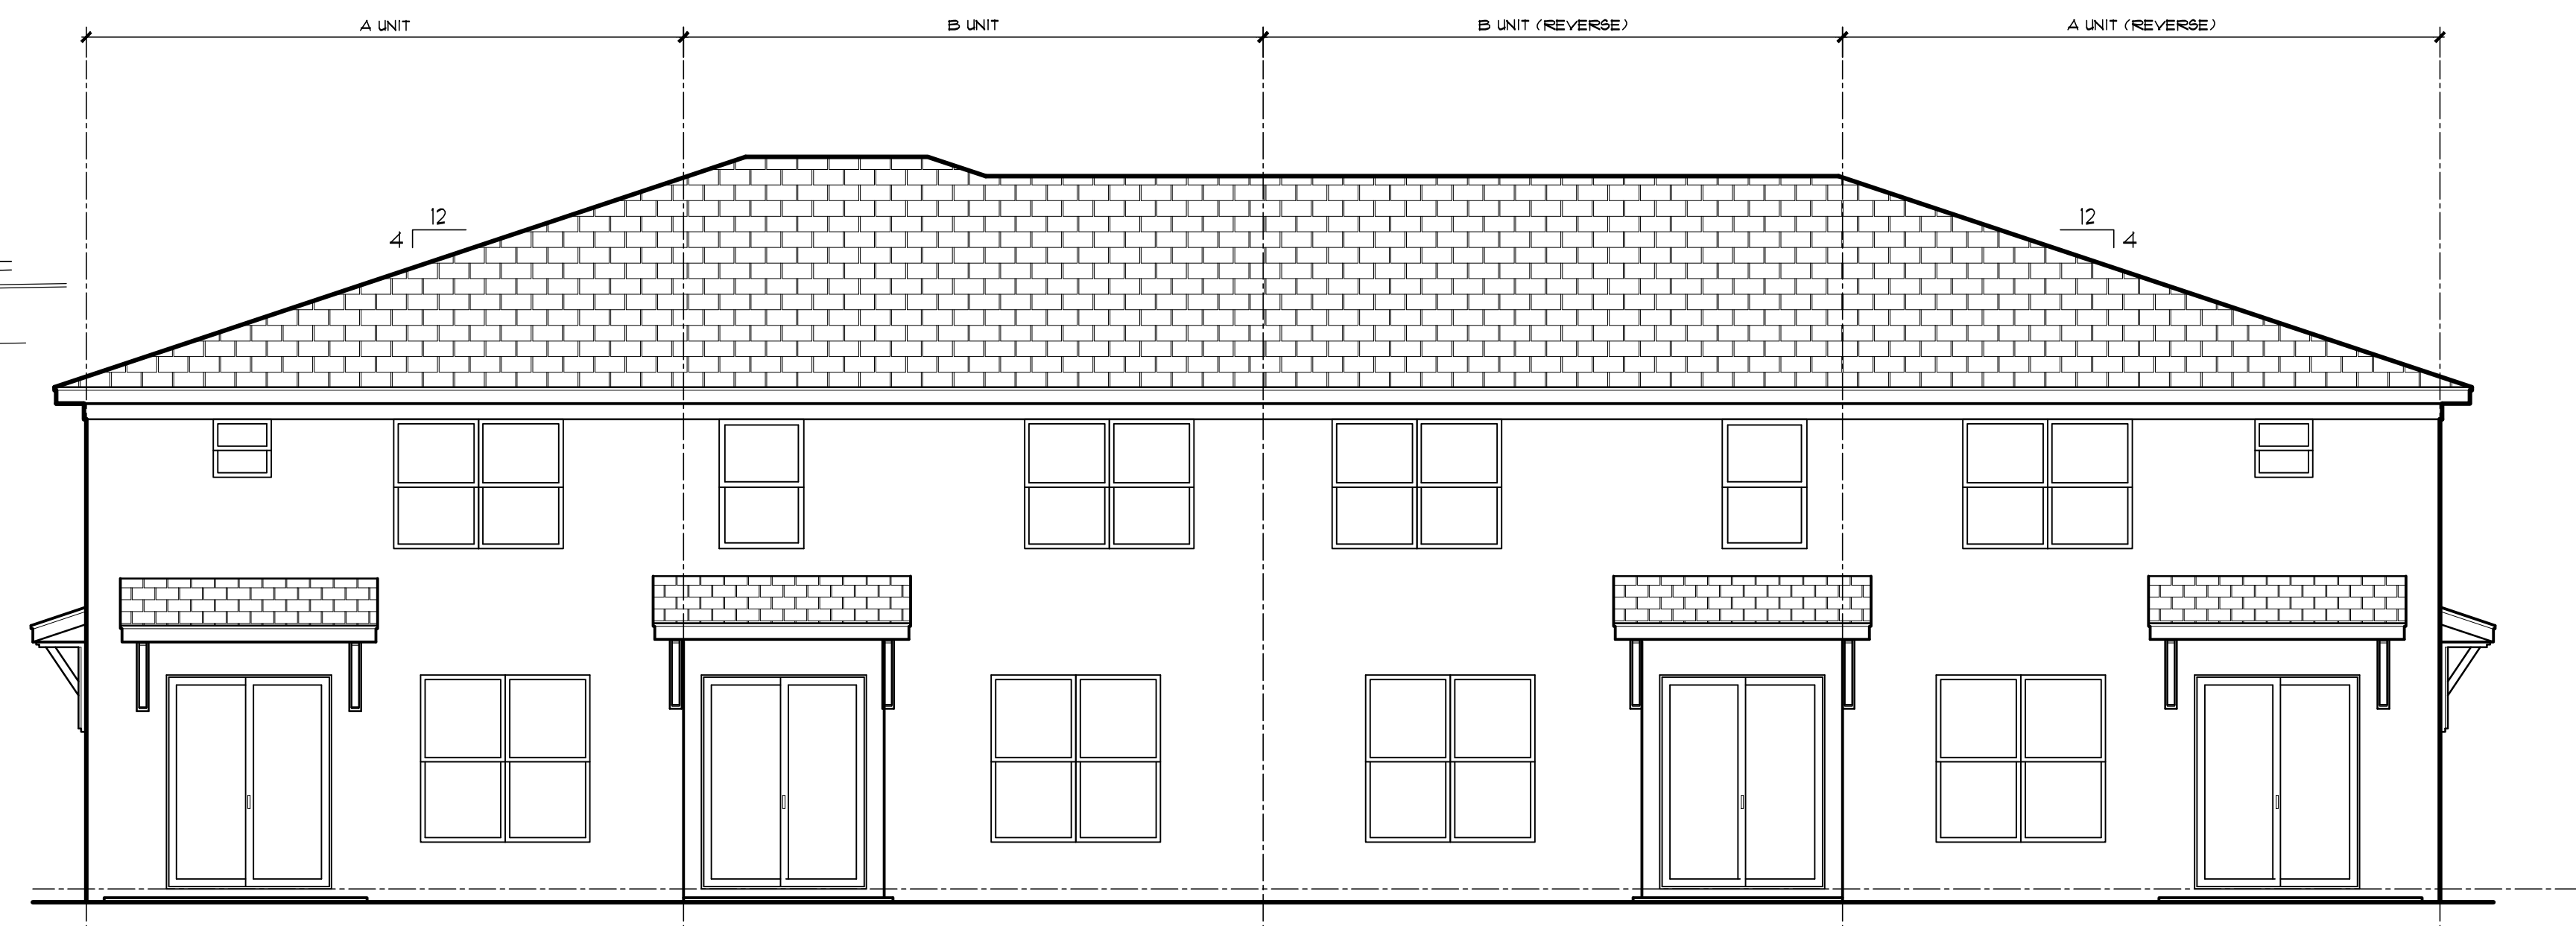 A UNIT
B UNIT
B UNIT (REVERSE)
A UNIT (REVERSE)
12
4
12
4